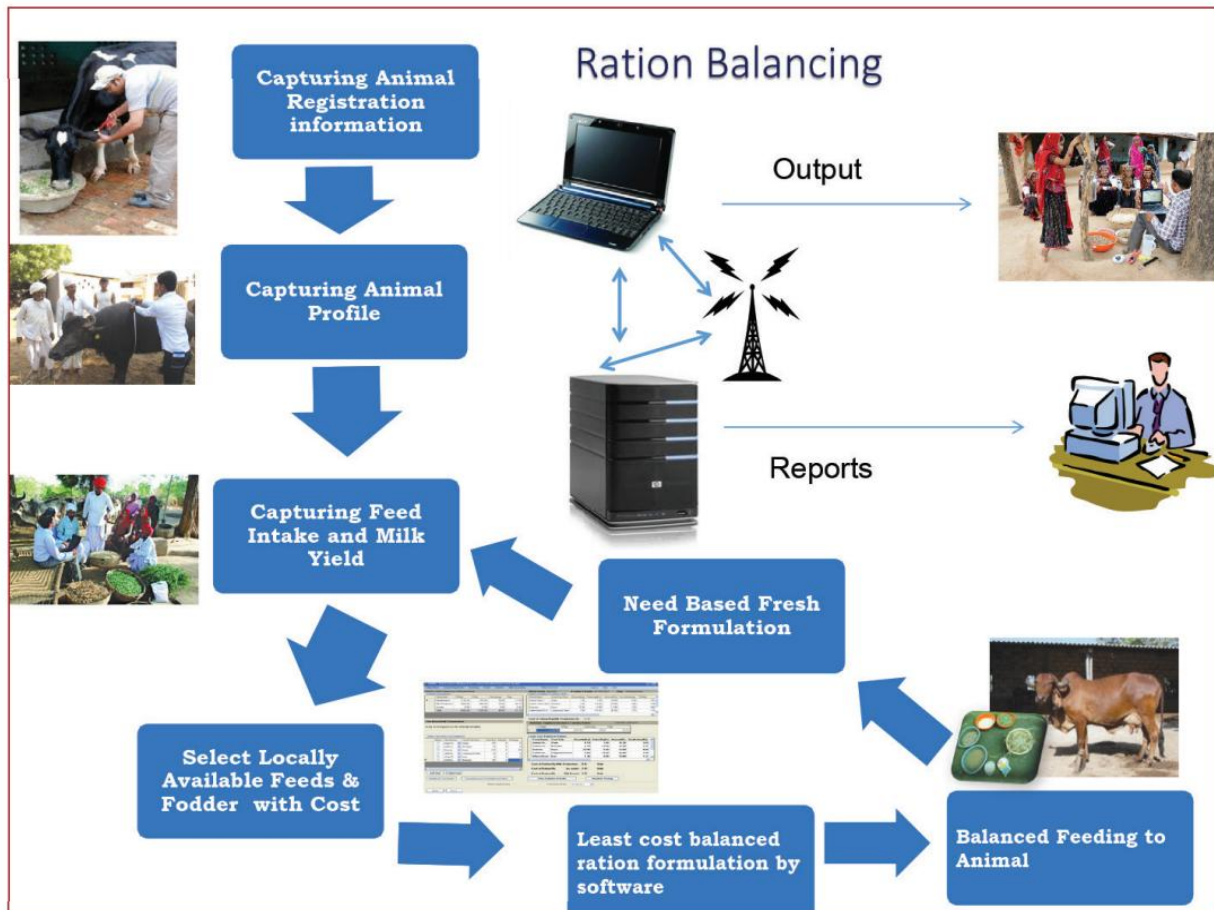 Ration Balancing
Capturing Animal
Registration
information
Capturing Animal
Profile
Capturing Feed
Intake and Milk
Yield
Select Locally
Available Feeds &
Fodder with Cost
Least cost balanced
ration formulation by
software
Balanced Feeding to
Animal
Need Based Fresh
Formulation
Output
Reports